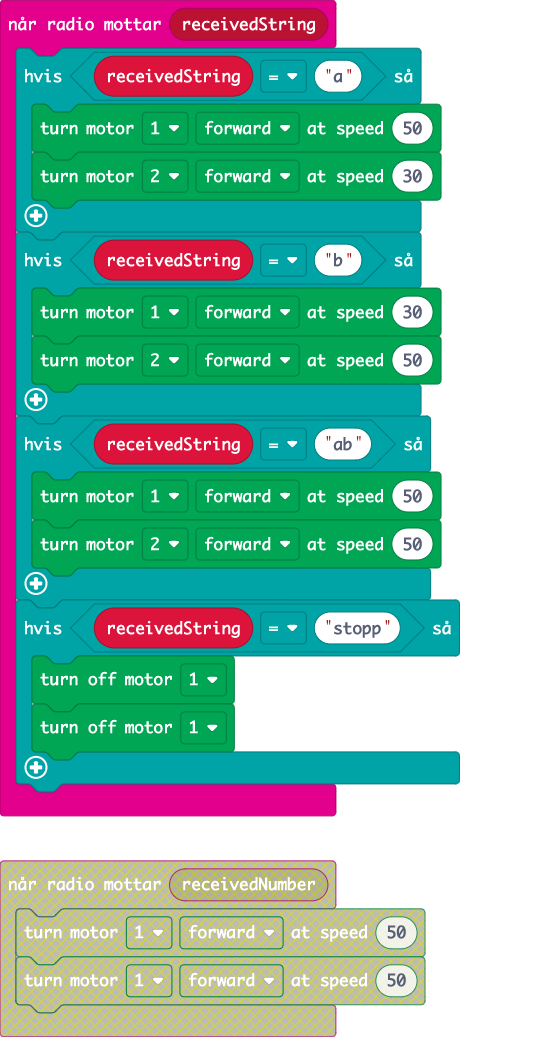 når radio mottar receivedString
hvis receivedString = "a" så
turn motor 1 forward at speed 50
turn motor 2 forward at speed 30
hvis receivedString = "b" så
turn motor 1 forward at speed 30
turn motor 2 forward at speed 50
hvis receivedString = "ab" så
turn motor 1 forward at speed 50
turn motor 2 forward at speed 50
hvis receivedString = "stopp" så
turn off motor 1
turn off motor 1
når radio mottar receivedNumber
turn motor 1 forward at speed 50
turn motor 1 forward at speed 50